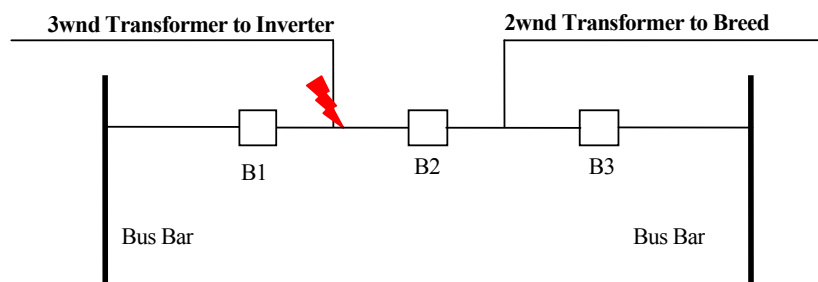 3wnd Transformer to Inverter
2wnd Transformer to Breed
B1
B2
B3
Bus Bar
Bus Bar